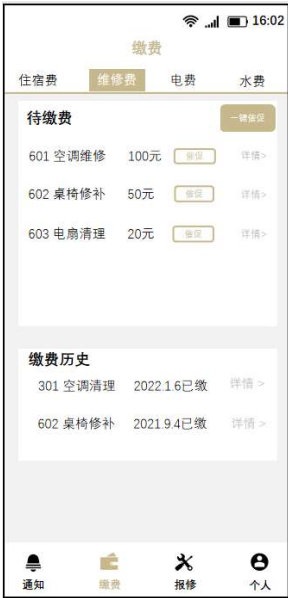 16:02
缴费
住宿费 维修费 电费 水费
待缴费 一键催促
601 空调维修 100元 催促 详情>
602 桌椅修补 50元 催促 详情>
603 电扇清理 20元 催促 详情>
缴费历史
301 空调清理 2022.1.6已缴 详情 >
602 桌椅修补 2021.9.4已缴 详情 >
通知 缴费 报修 个人